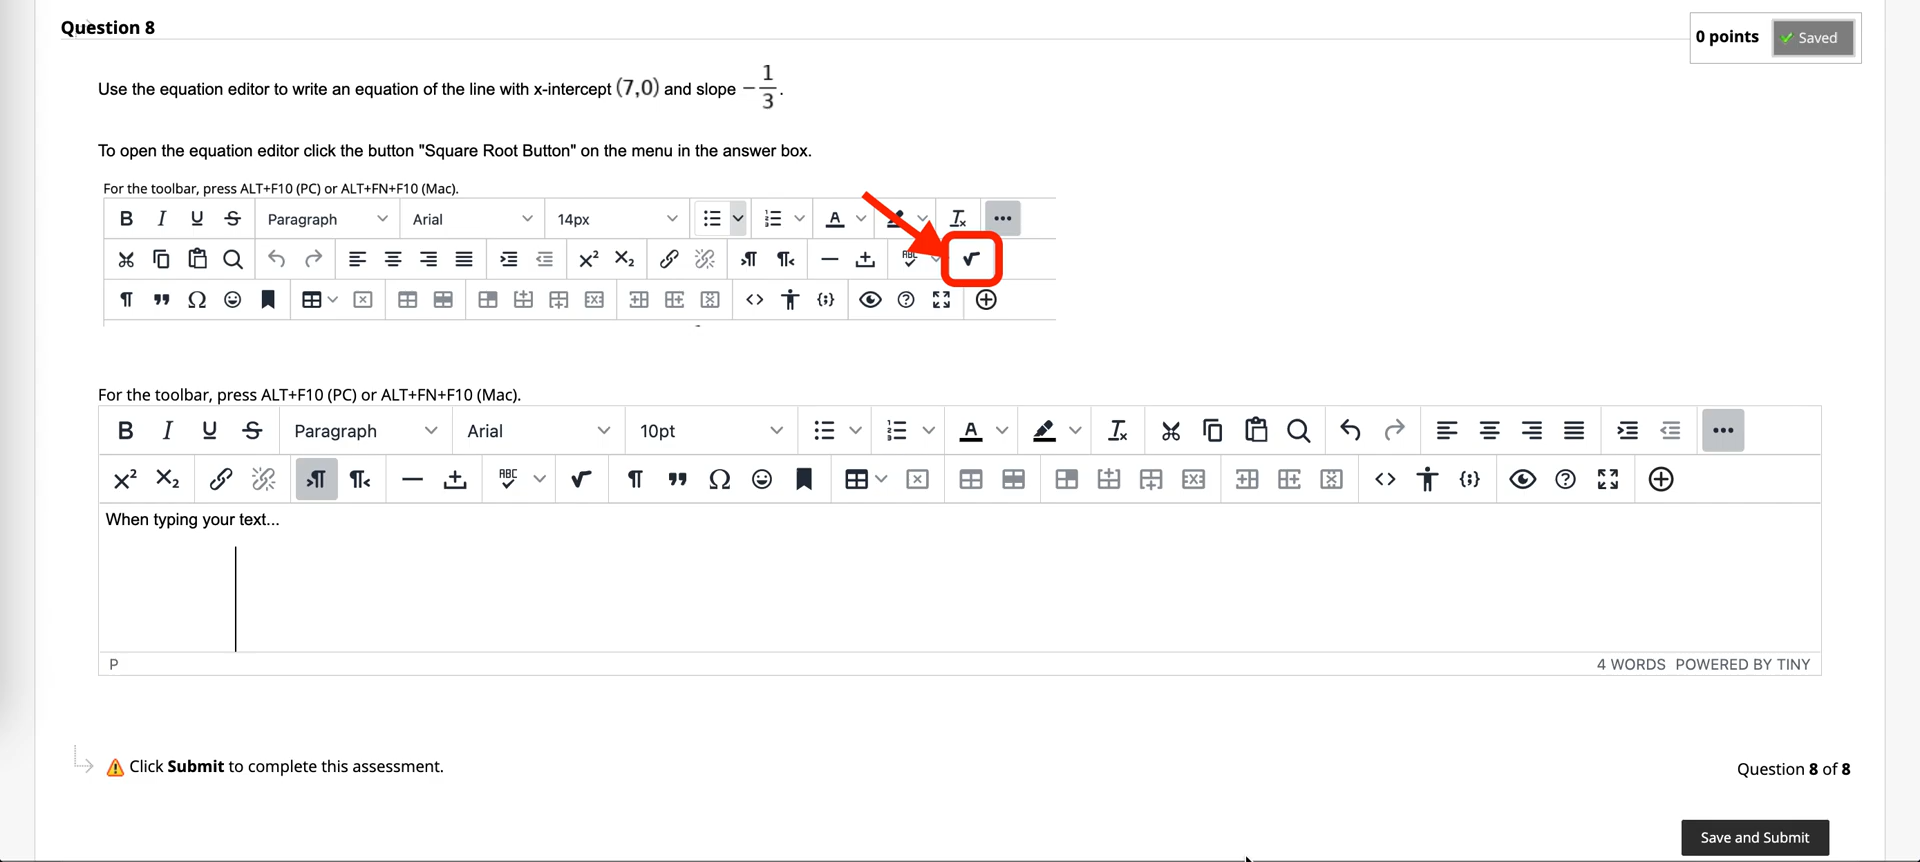 Question 8
0 points
Saved
Use the equation editor to write an equation of the line with x-intercept (7,0) and slope −1/3.
To open the equation editor click the button "Square Root Button" on the menu in the answer box.
For the toolbar, press ALT+F10 (PC) or ALT+FN+F10 (Mac).
B I U S Paragraph Arial 14px
ABC
For the toolbar, press ALT+F10 (PC) or ALT+FN+F10 (Mac).
B I U S Paragraph Arial 10pt
ABC
When typing your text...
P
4 WORDS POWERED BY TINY
Click Submit to complete this assessment.
Question 8 of 8
Save and Submit